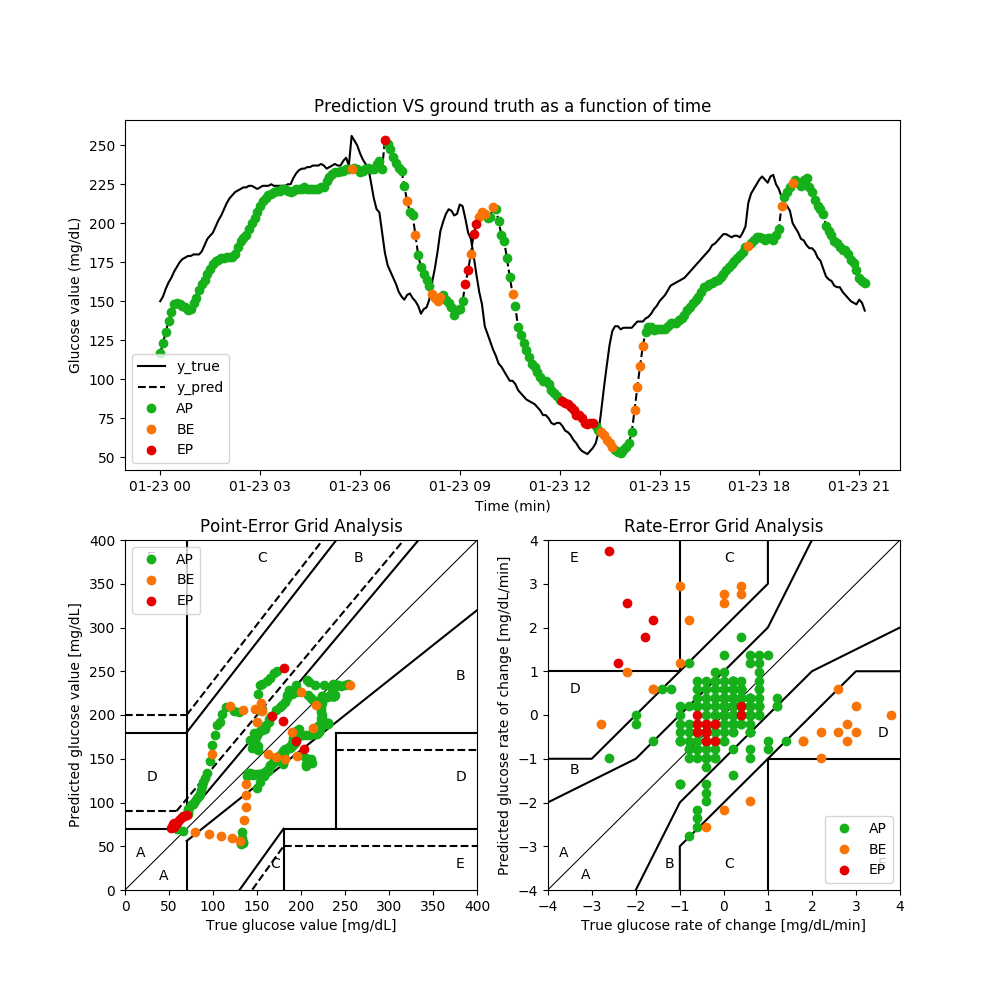 Prediction VS ground truth as a function of time
Glucose value (mg/dL)
250
225
200
175
150
125
100
75
50
y_true
y_pred
AP
BE
EP
01-23 00 01-23 03 01-23 06 01-23 09 01-23 12 01-23 15 01-23 18 01-23 21
Time (min)
Point-Error Grid Analysis
Predicted glucose value [mg/dL]
400
350
300
250
200
150
100
50
0
AP
BE
EP
C
B
B
D
D
A
A
C
E
0 50 100 150 200 250 300 350 400
True glucose value [mg/dL]
Rate-Error Grid Analysis
Predicted glucose rate of change [mg/dL/min]
4
3
2
1
0
−1
−2
−3
−4
E
C
D
D
B
A
A
B
C
AP
BE
EP
−4 −3 −2 −1 0 1 2 3 4
True glucose rate of change [mg/dL/min]